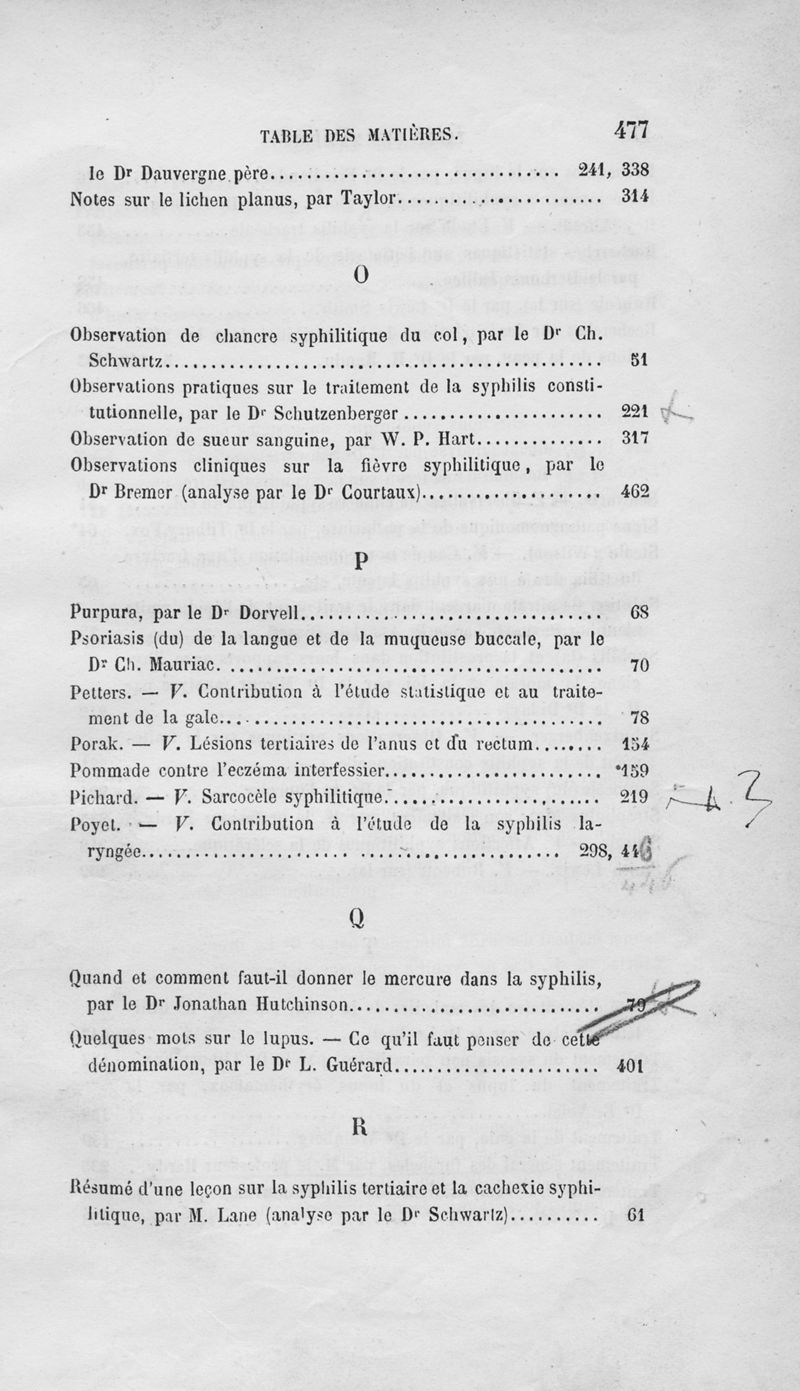 TABLE DES MATIÈRES. 477
le Dr Dauvergne père................................ 241, 338
Notes sur le lichen planus, par Taylor........................ 314
O
Observation de chancre syphilitique du col, par le Dr Ch.
Schwartz................................................ 51
Observations pratiques sur le traitement de la syphilis consti-
tutionnelle, par le Dr Schutzenberger ...................... 221
Observation de sueur sanguine, par W. P. Hart.............. 317
Observations cliniques sur la fièvre syphilitique, par le
Dr Bremer (analyse par le Dr Courtaux).................... 462
P
Purpura, par le Dr Dorvell.................................. 68
Psoriasis (du) de la langue et de la muqueuse buccale, par le
Dr Ch. Mauriac. ......................................... 70
Petters. — V. Contribution à l'étude statistique et au traite-
ment de la gale.......................................... 78
Porak. — V. Lésions tertiaires de l'anus et du rectum........ 154
Pommade contre l'eczéma interfessier........................ 159
Pichard. — V. Sarcocèle syphilitique........................ 219
Poyet. — V. Contribution à l'étude de la syphilis la-
ryngée.............................................. 298,
Q
Quand et comment faut-il donner le mercure dans la syphilis,
par le Dr Jonathan Hutchinson............................ 79
Quelques mots sur le lupus. — Ce qu'il faut penser de cette
dénomination, par le Dr L. Guérard....................... 401
R
Résumé d'une leçon sur la syphilis tertiaire et la cachexie syphi-
litique, par M. Lane (analyse par le Dr Schwartz).......... 61